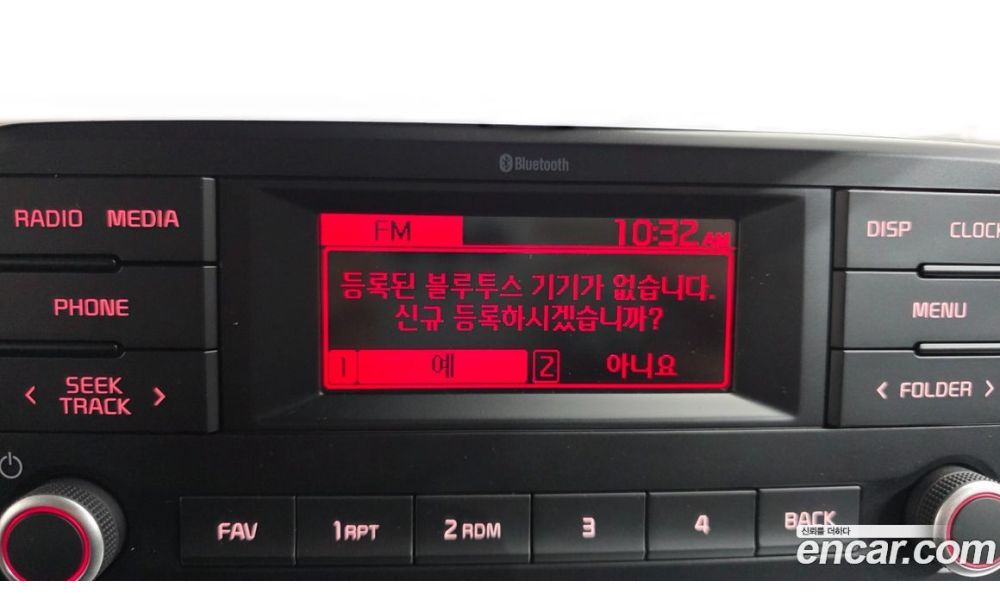 Bluetooth
RADIO MEDIA
DISP CLOCK
FM 10:32 AM
등록된 블루투스 기기가 없습니다.
신규 등록하시겠습니까?
1 예 2 아니요
PHONE
MENU
< SEEK TRACK >
< FOLDER >
FAV 1 RPT 2 RDM 3 4 BACK
신뢰를 더하다
encar.com